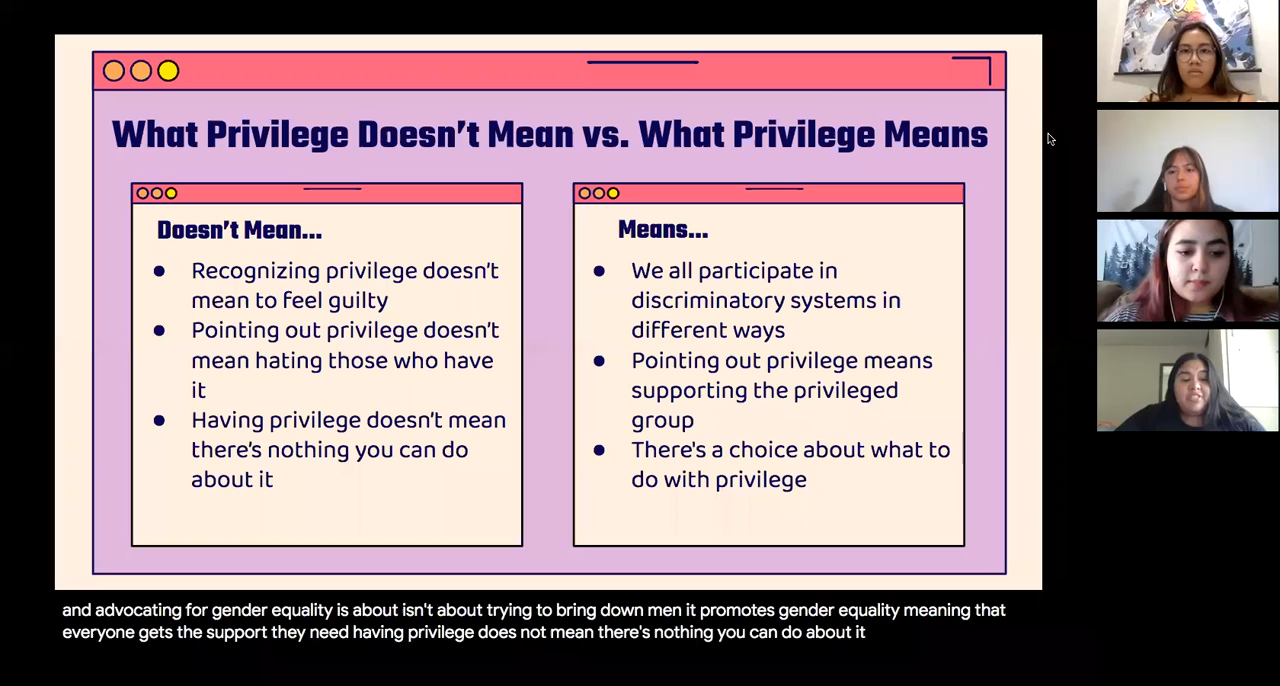 What Privilege Doesn't Mean vs. What Privilege Means
Doesn't Mean...
● Recognizing privilege doesn't
mean to feel guilty
● Pointing out privilege doesn't
mean hating those who have
it
● Having privilege doesn't mean
there's nothing you can do
about it
Means...
● We all participate in
discriminatory systems in
different ways
● Pointing out privilege means
supporting the privileged
group
● There's a choice about what to
do with privilege
and advocating for gender equality is about isn't about trying to bring down men it promotes gender equality meaning that
everyone gets the support they need having privilege does not mean there's nothing you can do about it